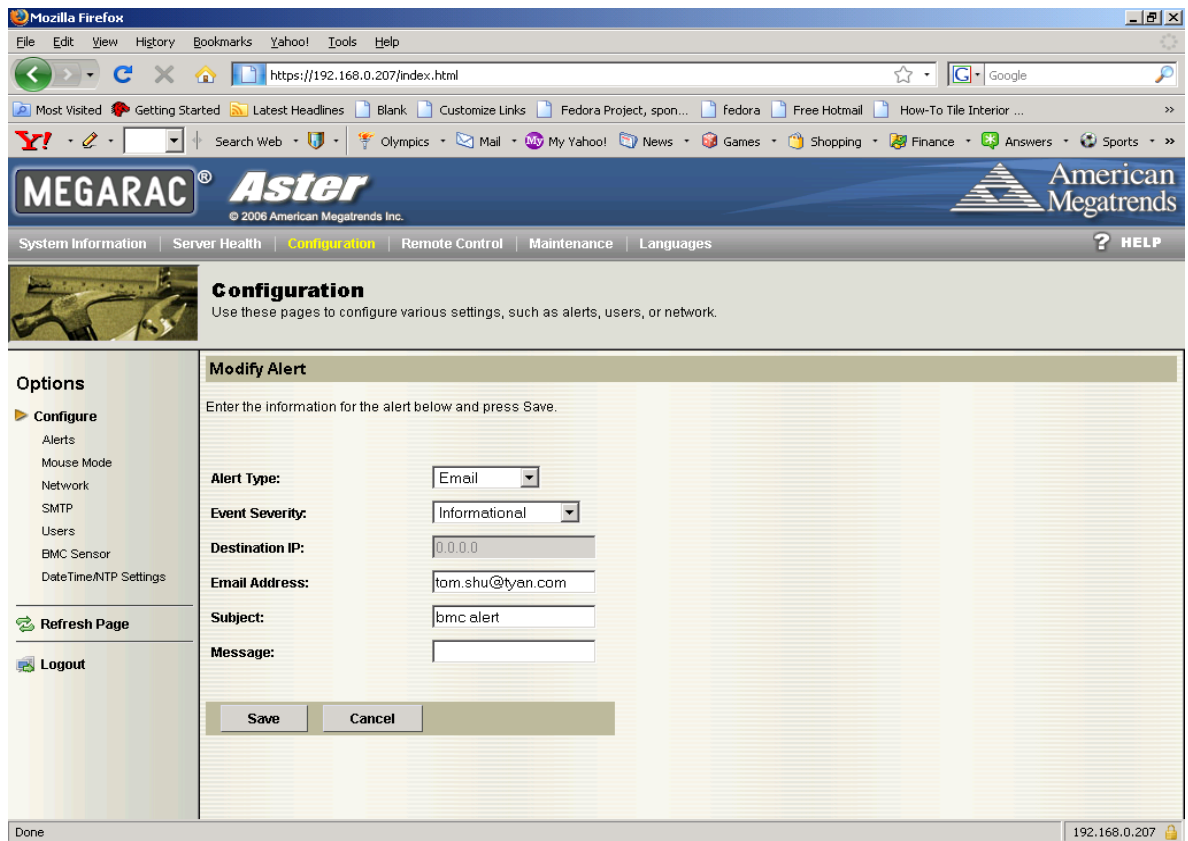 Mozilla Firefox
File Edit View History Bookmarks Yahoo! Tools Help
https://192.168.0.207/index.html
G Google
Most Visited Getting Started Latest Headlines Blank Customize Links Fedora Project, spon... fedora Free Hotmail How-To Tile Interior ... »
Y! Search Web Olympics Mail My My Yahoo! News Games Shopping Finance Answers Sports »
MEGARAC® Aster
© 2006 American Megatrends Inc.
American
Megatrends
System Information | Server Health | Configuration | Remote Control | Maintenance | Languages
? HELP
Configuration
Use these pages to configure various settings, such as alerts, users, or network.
Options
Configure
Alerts
Mouse Mode
Network
SMTP
Users
BMC Sensor
DateTime/NTP Settings
Refresh Page
Logout
Modify Alert
Enter the information for the alert below and press Save.
Alert Type: Email
Event Severity: Informational
Destination IP: 0.0.0.0
Email Address: tom.shu@tyan.com
Subject: bmc alert
Message:
Save Cancel
Done
192.168.0.207